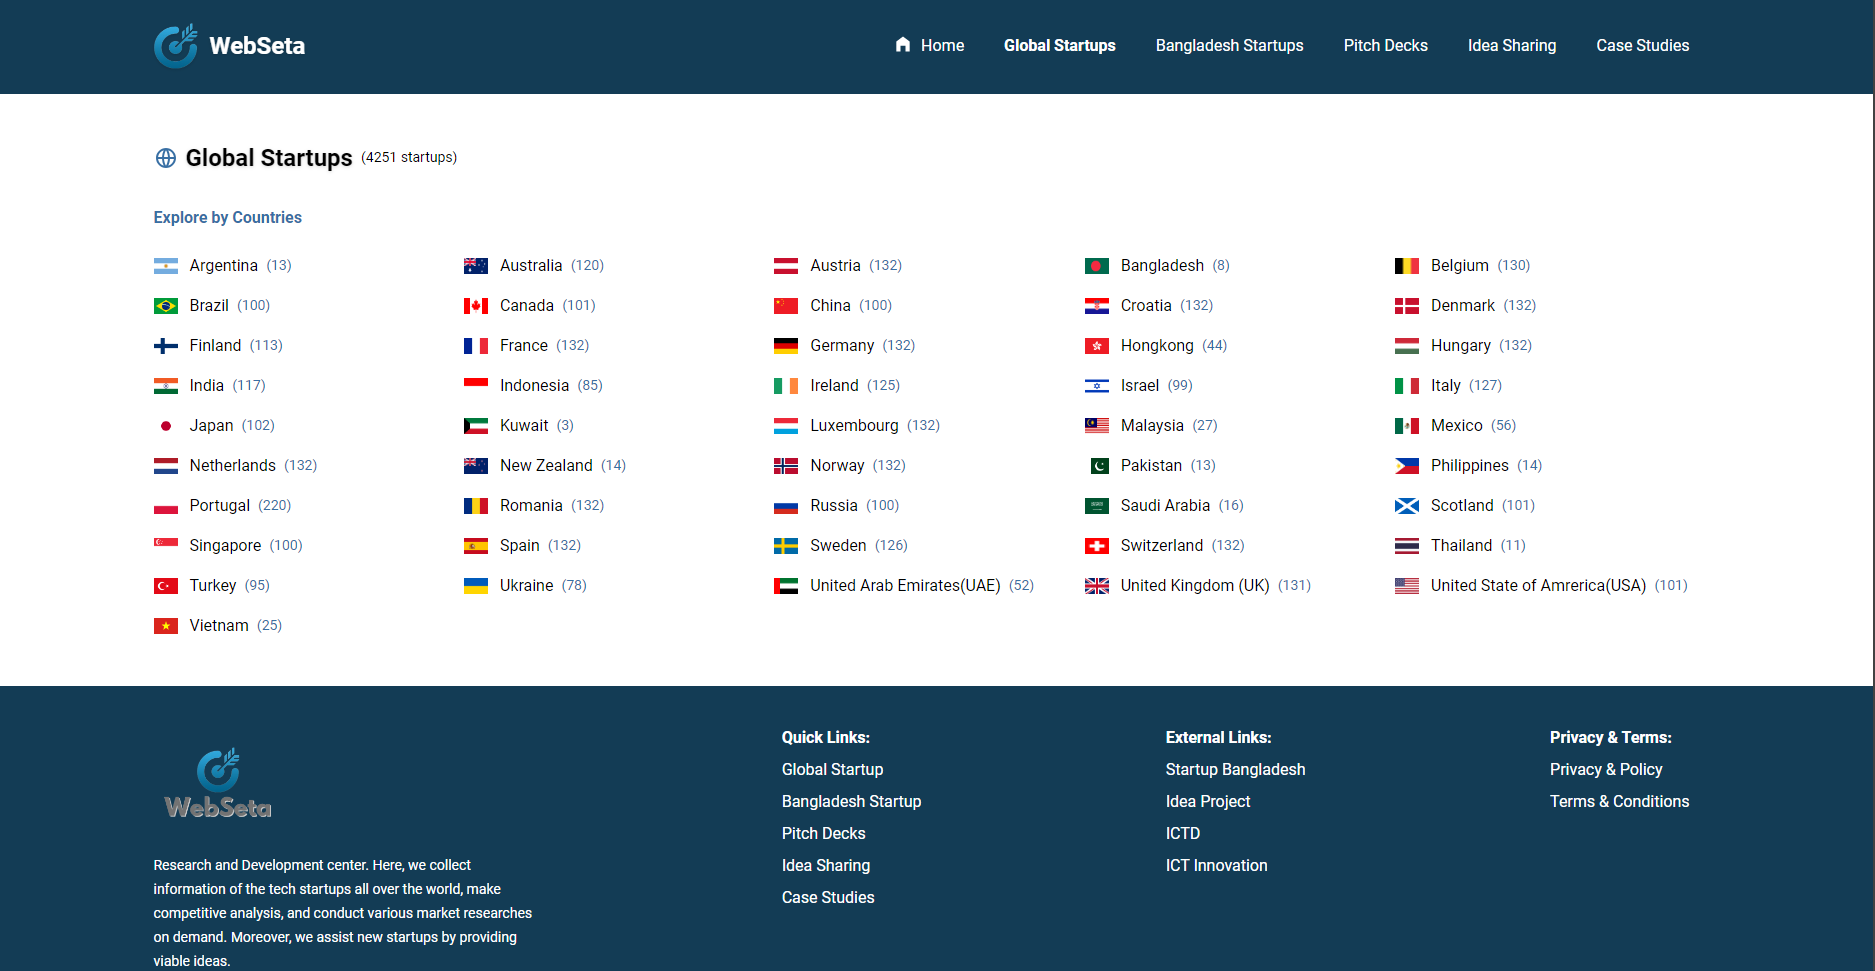 WebSeta
Home Global Startups Bangladesh Startups Pitch Decks Idea Sharing Case Studies
Global Startups (4251 startups)
Explore by Countries
Argentina (13) Australia (120) Austria (132) Bangladesh (8) Belgium (130)
Brazil (100) Canada (101) China (100) Croatia (132) Denmark (132)
Finland (113) France (132) Germany (132) Hongkong (44) Hungary (132)
India (117) Indonesia (85) Ireland (125) Israel (99) Italy (127)
Japan (102) Kuwait (3) Luxembourg (132) Malaysia (27) Mexico (56)
Netherlands (132) New Zealand (14) Norway (132) Pakistan (13) Philippines (14)
Portugal (220) Romania (132) Russia (100) Saudi Arabia (16) Scotland (101)
Singapore (100) Spain (132) Sweden (126) Switzerland (132) Thailand (11)
Turkey (95) Ukraine (78) United Arab Emirates(UAE) (52) United Kingdom (UK) (131) United State of Amrerica(USA) (101)
Vietnam (25)
WebSeta
Research and Development center. Here, we collect
information of the tech startups all over the world, make
competitive analysis, and conduct various market researches
on demand. Moreover, we assist new startups by providing
viable ideas.
Quick Links:
Global Startup
Bangladesh Startup
Pitch Decks
Idea Sharing
Case Studies
External Links:
Startup Bangladesh
Idea Project
ICTD
ICT Innovation
Privacy & Terms:
Privacy & Policy
Terms & Conditions